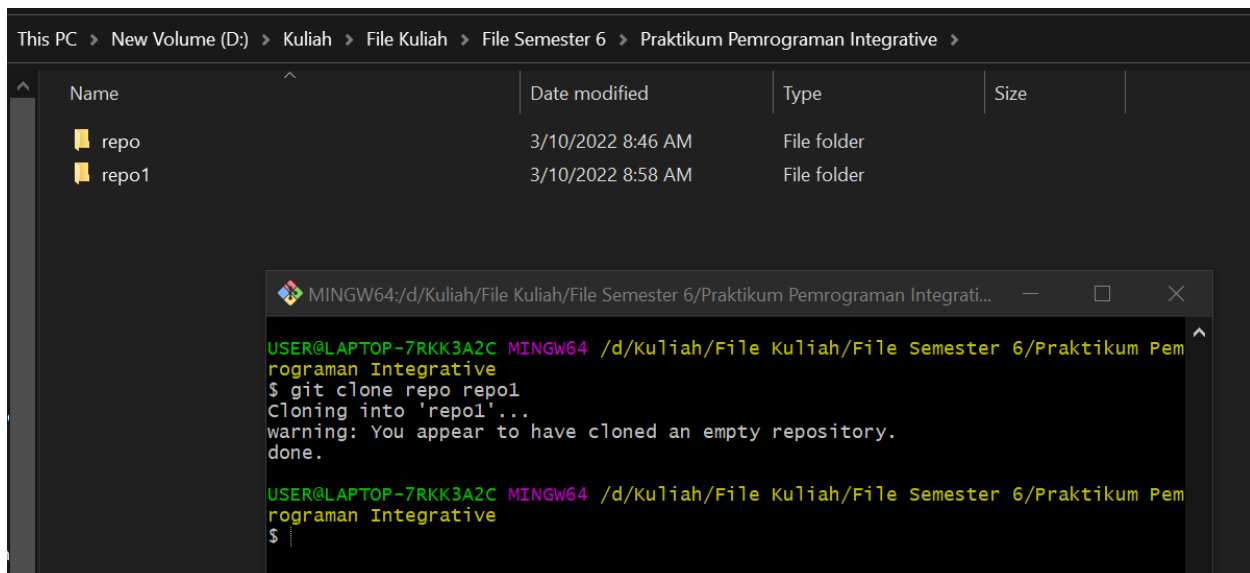 This PC > New Volume (D:) > Kuliah > File Kuliah > File Semester 6 > Praktikum Pemrograman Integrative >
Name Date modified Type Size
repo 3/10/2022 8:46 AM File folder
repo1 3/10/2022 8:58 AM File folder
MINGW64:/d/Kuliah/File Kuliah/File Semester 6/Praktikum Pemrograman Integrati...
USER@LAPTOP-7RKK3A2C MINGW64 /d/Kuliah/File Kuliah/File Semester 6/Praktikum Pem
rograman Integrative
$ git clone repo repo1
Cloning into 'repo1'...
warning: You appear to have cloned an empty repository.
done.
USER@LAPTOP-7RKK3A2C MINGW64 /d/Kuliah/File Kuliah/File Semester 6/Praktikum Pem
rograman Integrative
$